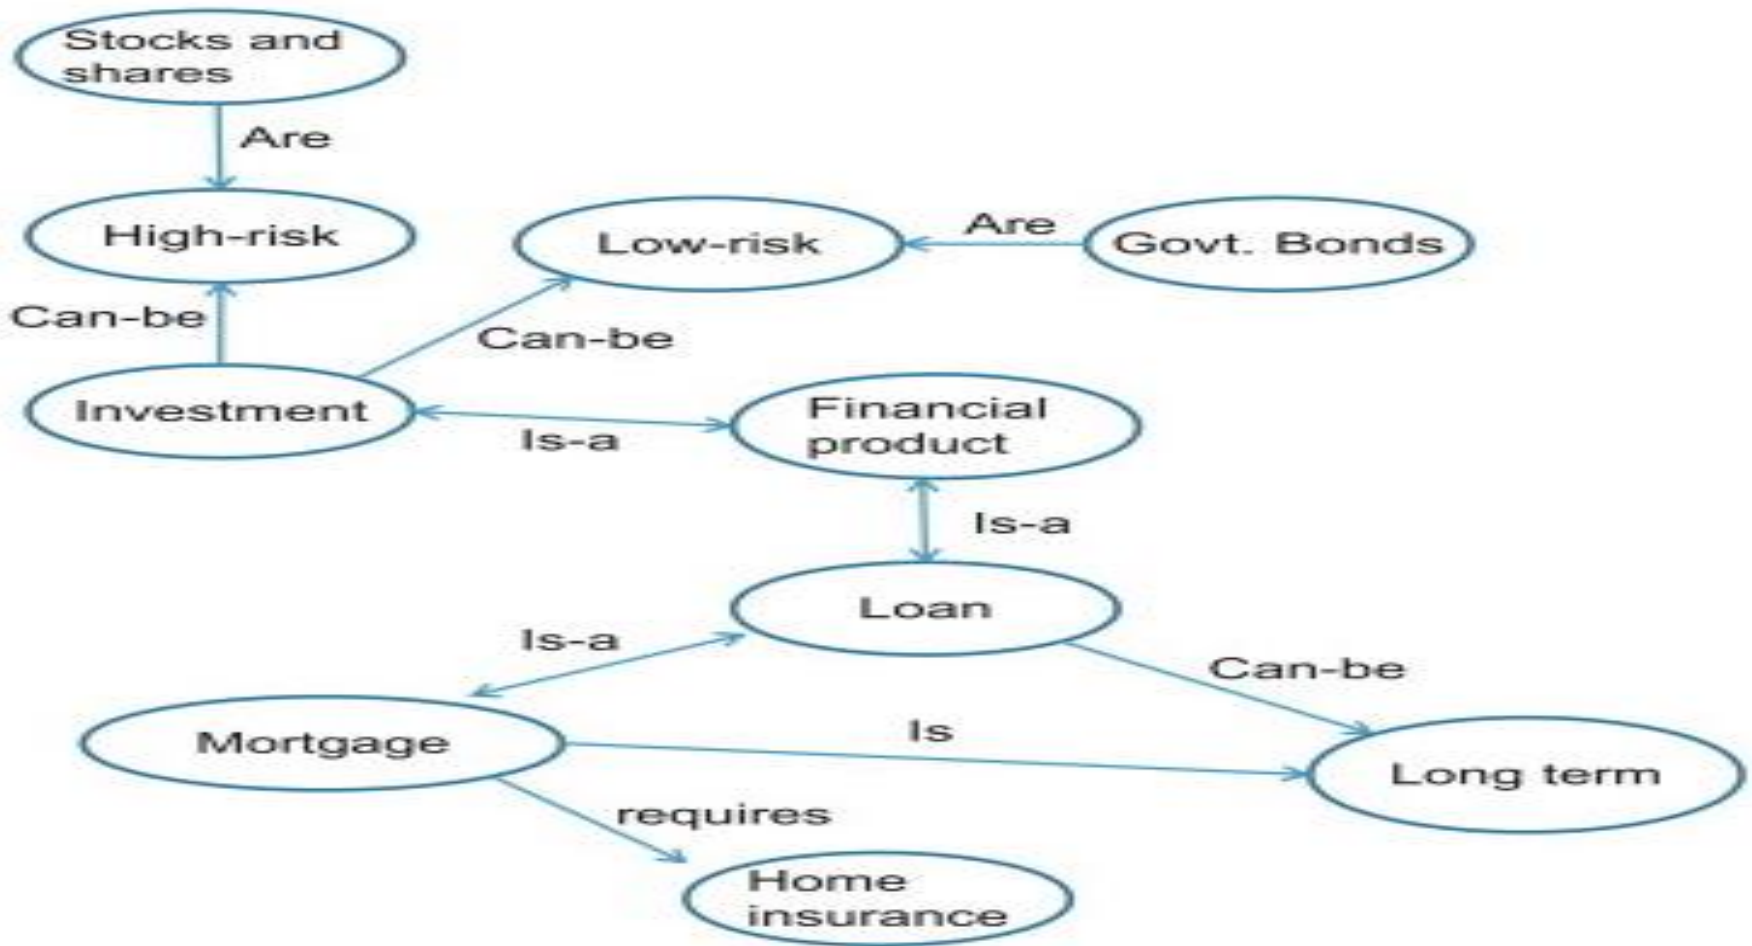 Stocks and
shares
Are
High-risk
Low-risk
Are
Govt. Bonds
Can-be
Can-be
Investment
Is-a
Financial
product
Is-a
Loan
Is-a
Can-be
Mortgage
Is
Long term
requires
Home
insurance